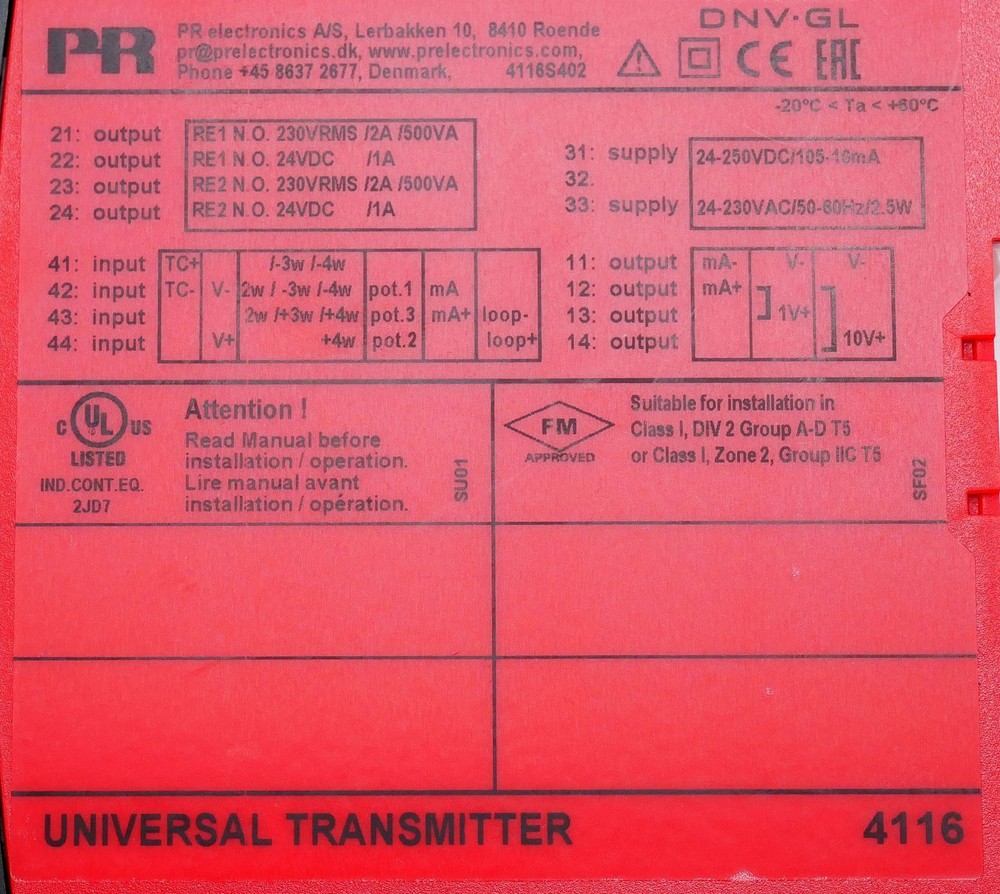 PR
PR electronics A/S, Lerbakken 10, 8410 Roende
pr@prelectronics.dk, www.prelectronics.com,
Phone +45 8637 2677, Denmark, 4116S402
DNV·GL
CE EAC
-20°C < Ta < +60°C
21: output RE1 N.O. 230VRMS /2A /500VA
22: output RE1 N.O. 24VDC /1A
23: output RE2 N.O. 230VRMS /2A /500VA
24: output RE2 N.O. 24VDC /1A
31: supply 24-250VDC/105-16mA
32.
33: supply 24-230VAC/50-60Hz/2.5W
41: input TC+ /-3w /-4w
42: input TC- V- 2w / -3w /-4w pot.1 mA
43: input 2w /+3w /+4w pot.3 mA+ loop-
44: input V+ +4w pot.2 loop+
11: output mA- V- V-
12: output mA+
13: output 1V+
14: output 10V+
C UL US
LISTED
IND.CONT.EQ.
2JD7
Attention !
Read Manual before
installation / operation.
Lire manual avant
installation / opération.
SU01
FM
APPROVED
Suitable for installation in
Class I, DIV 2 Group A-D T5
or Class I, Zone 2, Group IIC T5
SF02
UNIVERSAL TRANSMITTER 4116